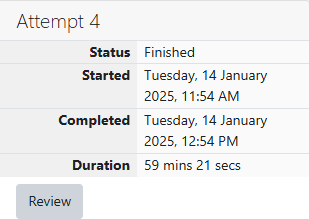 Attempt 4
Status Finished
Started Tuesday, 14 January
2025, 11:54 AM
Completed Tuesday, 14 January
2025, 12:54 PM
Duration 59 mins 21 secs
Review